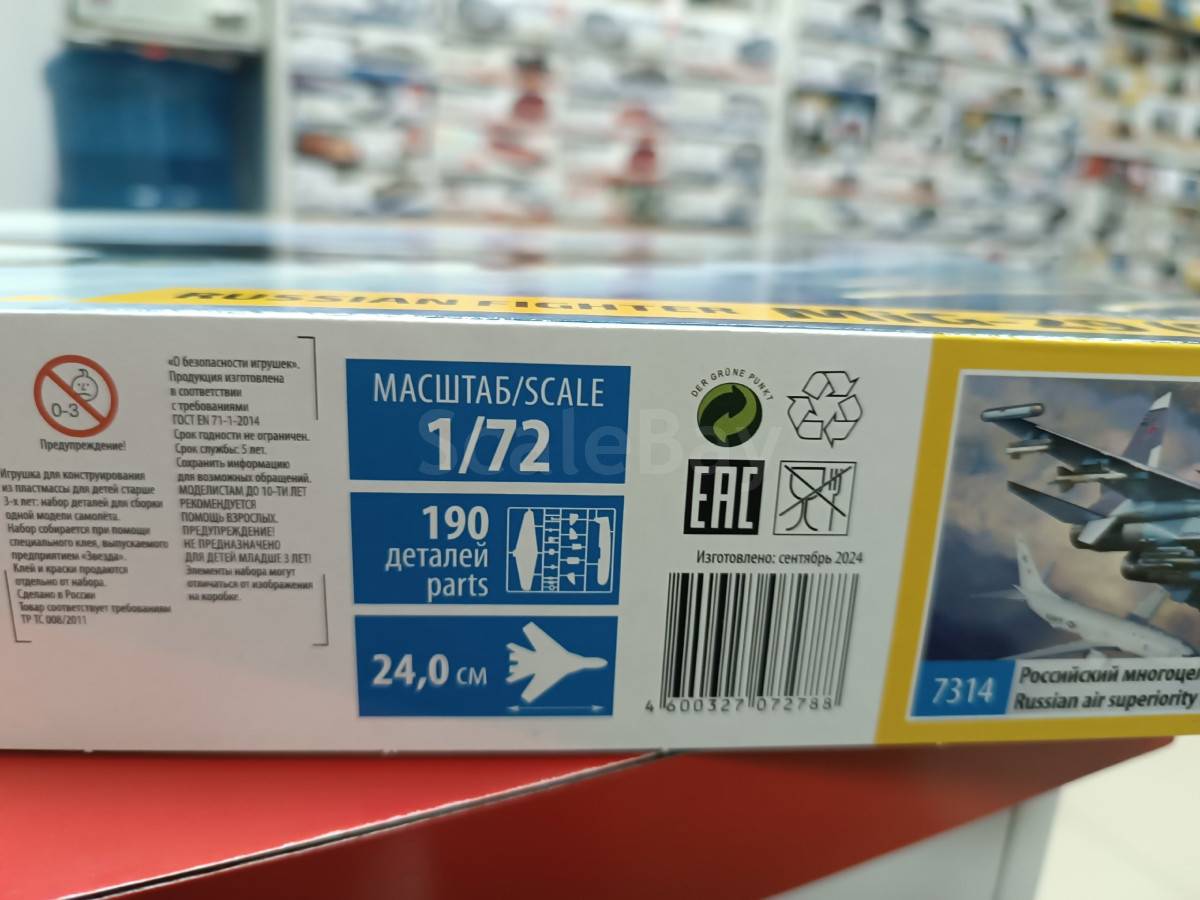 RUSSIAN FIGHTER MiG-29
0-3
Предупреждение!
Игрушка для конструирования
из пластмассы для детей старше
3-х лет: набор деталей для сборки
одной модели самолёта.
Набор собирается при помощи
специального клея, выпускаемого
предприятием «Звезда».
Клей и краски продаются
отдельно от набора.
Сделано в России
Товар соответствует требованиям
ТР ТС 008/2011
«О безопасности игрушек».
Продукция изготовлена
в соответствии
с требованиями
ГОСТ EN 71-1-2014
Срок годности не ограничен.
Срок службы: 5 лет.
Сохранить информацию
для возможных обращений.
МОДЕЛИСТАМ ДО 10-ТИ ЛЕТ
РЕКОМЕНДУЕТСЯ
ПОМОЩЬ ВЗРОСЛЫХ.
ПРЕДУПРЕЖДЕНИЕ!
НЕ ПРЕДНАЗНАЧЕНО
ДЛЯ ДЕТЕЙ МЛАДШЕ 3 ЛЕТ!
Элементы набора могут
отличаться от изображения
на коробке.
МАСШТАБ/SCALE
1/72
190
деталей
parts
24,0 см
DER GRÜNE PUNKT
EAC
Изготовлено: сентябрь 2024
4 600327 072788
7314
Российский многоцел
Russian air superiority
ScaleBay